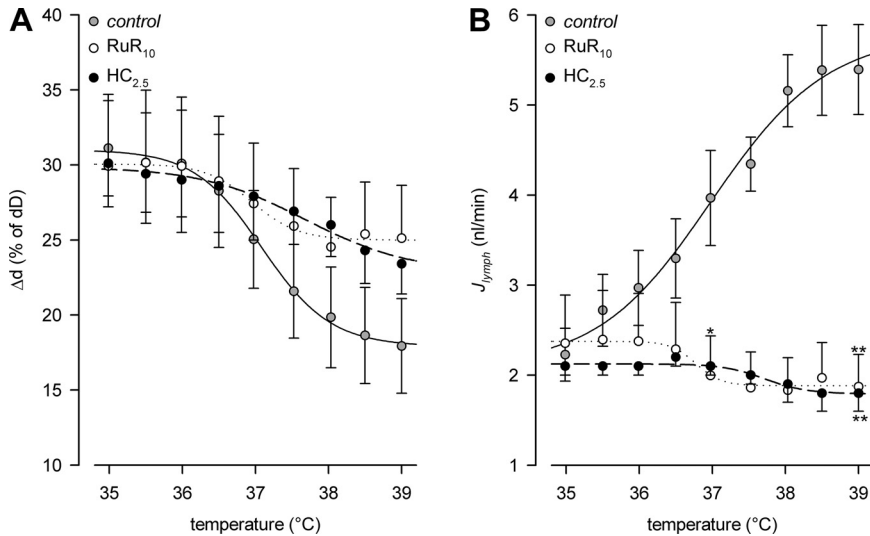 A
control
RuR10
HC2.5
40
35
30
25
20
15
10
Δd (% of dD)
35 36 37 38 39
temperature (°C)
B
control
RuR10
HC2.5
6
5
4
3
2
1
Jlymph (nl/min)
*
**
**
35 36 37 38 39
temperature (°C)